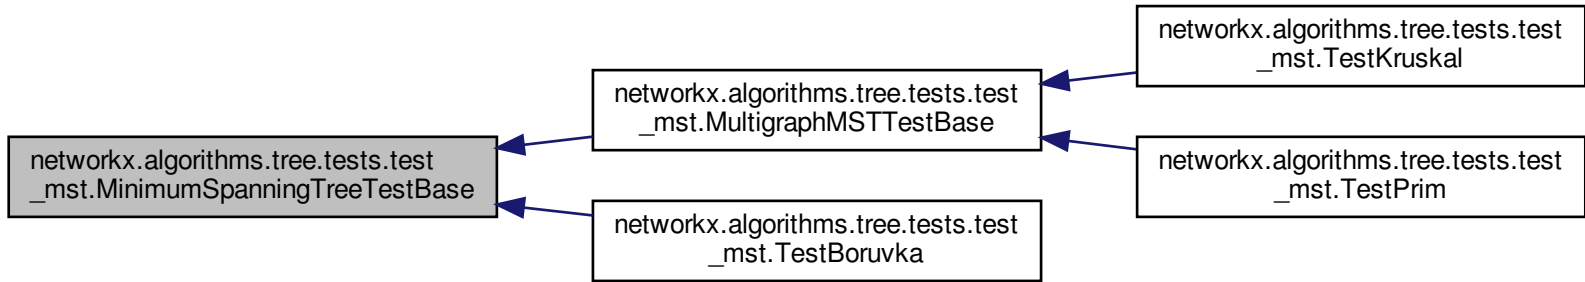 networkx.algorithms.tree.tests.test
_mst.MinimumSpanningTreeTestBase
networkx.algorithms.tree.tests.test
_mst.MultigraphMSTTestBase
networkx.algorithms.tree.tests.test
_mst.TestBoruvka
networkx.algorithms.tree.tests.test
_mst.TestKruskal
networkx.algorithms.tree.tests.test
_mst.TestPrim